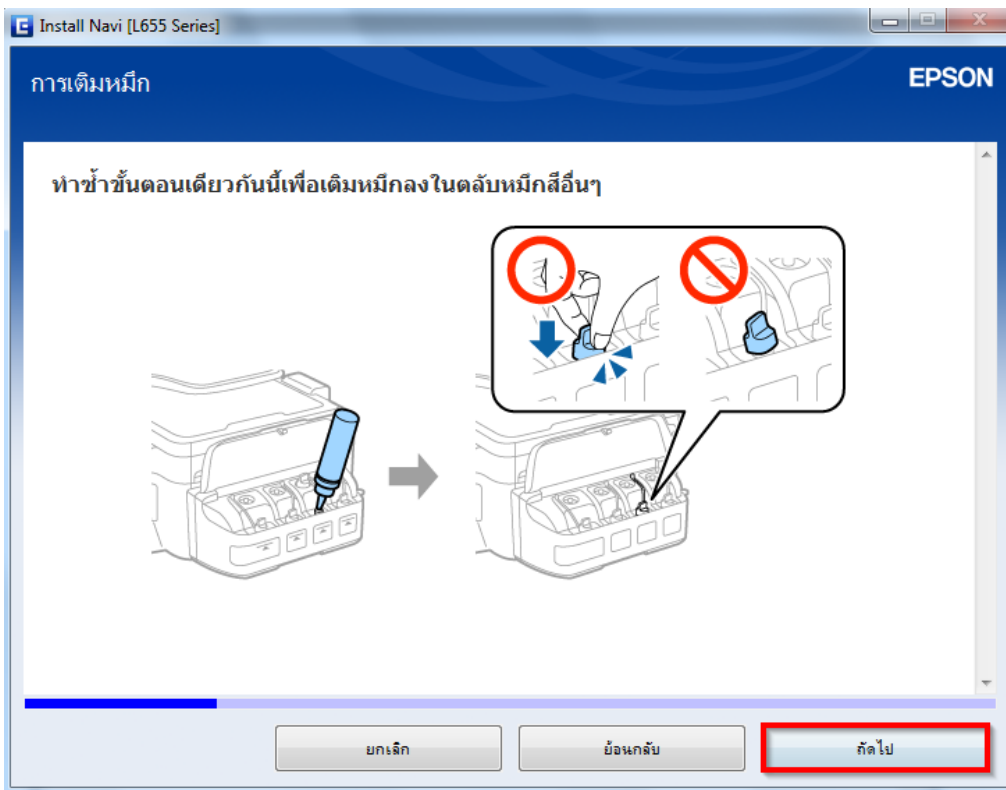 Install Navi [L655 Series]
การเติมหมึก
EPSON
ทำซ้ำขั้นตอนเดียวกันนี้เพื่อเติมหมึกลงในตลับหมึกสีอื่นๆ
ยกเลิก
ย้อนกลับ
ถัดไป